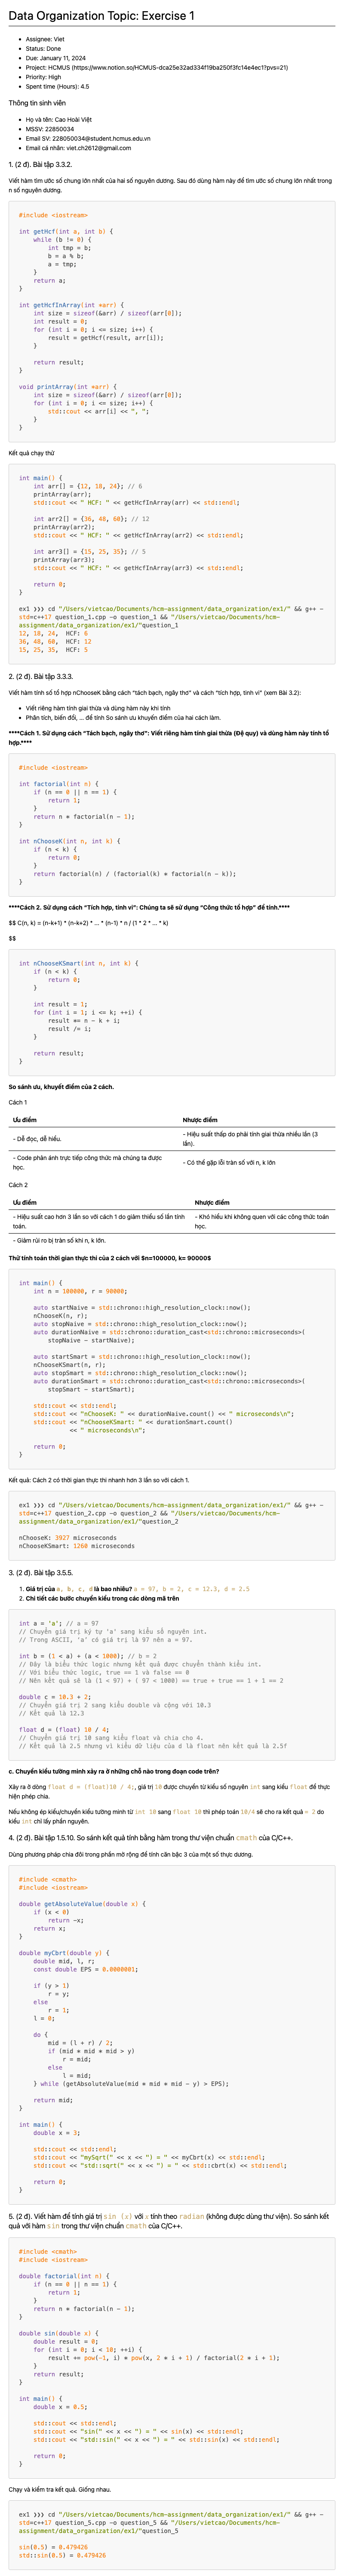 Data Organization Topic: Exercise 1
• Assignee: Viet
• Status: Done
• Due: January 11, 2024
• Project: HCMUS (https://www.notion.so/HCMUS-dca25e32ad334f19ba250f3fc14e4ec1?pvs=21)
• Priority: High
• Spent time (Hours): 4.5
Thông tin sinh viên
• Họ và tên: Cao Hoài Việt
• MSSV: 22850034
• Email SV: 228050034@student.hcmus.edu.vn
• Email cá nhân: viet.ch2612@gmail.com
1. (2 đ). Bài tập 3.3.2.
Viết hàm tìm ước số chung lớn nhất của hai số nguyên dương. Sau đó dùng hàm này để tìm ước số chung lớn nhất trong
n số nguyên dương.
#include <iostream>
int getHcf(int a, int b) {
    while (b != 0) {
        int tmp = b;
        b = a % b;
        a = tmp;
    }
    return a;
}
int getHcfInArray(int *arr) {
    int size = sizeof(&arr) / sizeof(arr[0]);
    int result = 0;
    for (int i = 0; i <= size; i++) {
        result = getHcf(result, arr[i]);
    }
    return result;
}
void printArray(int *arr) {
    int size = sizeof(&arr) / sizeof(arr[0]);
    for (int i = 0; i <= size; i++) {
        std::cout << arr[i] << ", ";
    }
}
Kết quả chạy thử
int main() {
    int arr[] = {12, 18, 24}; // 6
    printArray(arr);
    std::cout << " HCF: " << getHcfInArray(arr) << std::endl;
    int arr2[] = {36, 48, 60}; // 12
    printArray(arr2);
    std::cout << " HCF: " << getHcfInArray(arr2) << std::endl;
    int arr3[] = {15, 25, 35}; // 5
    printArray(arr3);
    std::cout << " HCF: " << getHcfInArray(arr3) << std::endl;
    return 0;
}
ex1 ❯❯❯ cd "/Users/vietcao/Documents/hcm-assignment/data_organization/ex1/" && g++ -
std=c++17 question_1.cpp -o question_1 && "/Users/vietcao/Documents/hcm-
assignment/data_organization/ex1/"question_1
12, 18, 24,  HCF: 6
36, 48, 60,  HCF: 12
15, 25, 35,  HCF: 5
2. (2 đ). Bài tập 3.3.3.
Viết hàm tính số tổ hợp nChooseK bằng cách “tách bạch, ngây thơ” và cách “tích hợp, tinh vi” (xem Bài 3.2):
• Viết riêng hàm tính giai thừa và dùng hàm này khi tính
• Phân tích, biến đổi, ... để tính So sánh ưu khuyết điểm của hai cách làm.
****Cách 1. Sử dụng cách “Tách bạch, ngây thơ”: Viết riêng hàm tính giai thừa (Đệ quy) và dùng hàm này tính tổ
hợp.****
#include <iostream>
int factorial(int n) {
    if (n == 0 || n == 1) {
        return 1;
    }
    return n * factorial(n - 1);
}
int nChooseK(int n, int k) {
    if (n < k) {
        return 0;
    }
    return factorial(n) / (factorial(k) * factorial(n - k));
}
****Cách 2. Sử dụng cách “Tích hợp, tinh vi”: Chúng ta sẽ sử dụng “Công thức tổ hợp” để tính.****
$$ C(n, k) = (n-k+1) * (n-k+2) * ... * (n-1) * n / (1 * 2 * ... * k)
$$
int nChooseKSmart(int n, int k) {
    if (n < k) {
        return 0;
    }
    int result = 1;
    for (int i = 1; i <= k; ++i) {
        result *= n - k + i;
        result /= i;
    }
    return result;
}
So sánh ưu, khuyết điểm của 2 cách.
Cách 1
Ưu điểm Nhược điểm
- Dễ đọc, dễ hiểu. - Hiệu suất thấp do phải tính giai thừa nhiều lần (3
lần).
- Code phản ánh trực tiếp công thức mà chúng ta được
học. - Có thể gặp lỗi tràn số với n, k lớn
Cách 2
Ưu điểm Nhược điểm
- Hiệu suất cao hơn 3 lần so với cách 1 do giảm thiểu số lần tính
toán. - Khó hiểu khi không quen với các công thức toán
học.
- Giảm rủi ro bị tràn số khi n, k lớn.
Thử tính toán thời gian thực thi của 2 cách với $n=100000, k= 90000$
int main() {
    int n = 100000, r = 90000;
    auto startNaive = std::chrono::high_resolution_clock::now();
    nChooseK(n, r);
    auto stopNaive = std::chrono::high_resolution_clock::now();
    auto durationNaive = std::chrono::duration_cast<std::chrono::microseconds>(
        stopNaive - startNaive);
    auto startSmart = std::chrono::high_resolution_clock::now();
    nChooseKSmart(n, r);
    auto stopSmart = std::chrono::high_resolution_clock::now();
    auto durationSmart = std::chrono::duration_cast<std::chrono::microseconds>(
        stopSmart - startSmart);
    std::cout << std::endl;
    std::cout << "nChooseK: " << durationNaive.count() << " microseconds\n";
    std::cout << "nChooseKSmart: " << durationSmart.count()
              << " microseconds\n";
    return 0;
}
Kết quả: Cách 2 có thời gian thực thi nhanh hơn 3 lần so với cách 1.
ex1 ❯❯❯ cd "/Users/vietcao/Documents/hcm-assignment/data_organization/ex1/" && g++ -
std=c++17 question_2.cpp -o question_2 && "/Users/vietcao/Documents/hcm-
assignment/data_organization/ex1/"question_2
nChooseK: 3927 microseconds
nChooseKSmart: 1260 microseconds
3. (2 đ). Bài tập 3.5.5.
1. Giá trị của a, b, c, d là bao nhiêu? a = 97, b = 2, c = 12.3, d = 2.5
2. Chi tiết các bước chuyển kiểu trong các dòng mã trên
int a = 'a'; // a = 97
// Chuyển giá trị ký tự 'a' sang kiểu số nguyên int.
// Trong ASCII, 'a' có giá trị là 97 nên a = 97.
int b = (1 < a) + (a < 1000); // b = 2
// Đây là biểu thức logic nhưng kết quả được chuyển thành kiểu int.
// Với biểu thức logic, true == 1 và false == 0
// Nên kết quả sẽ là (1 < 97) + ( 97 < 1000) == true + true == 1 + 1 == 2
double c = 10.3 + 2;
// Chuyển giá trị 2 sang kiểu double và cộng với 10.3
// Kết quả là 12.3
float d = (float) 10 / 4;
// Chuyển giá trị 10 sang kiểu float và chia cho 4.
// Kết quả là 2.5 nhưng vì kiểu dữ liệu của d là float nên kết quả là 2.5f
c. Chuyển kiểu tường minh xảy ra ở những chỗ nào trong đoạn code trên?
Xảy ra ở dòng float d = (float)10 / 4;, giá trị 10 được chuyển từ kiểu số nguyên int sang kiểu float để thực
hiện phép chia.
Nếu không ép kiểu/chuyển kiểu tường minh từ int 10 sang float 10 thì phép toán 10/4 sẽ cho ra kết quả = 2 do
kiểu int chỉ lấy phần nguyên.
4. (2 đ). Bài tập 1.5.10. So sánh kết quả tính bằng hàm trong thư viện chuẩn cmath của C/C++.
Dùng phương pháp chia đôi trong phần mở rộng để tính căn bậc 3 của một số thực dương.
#include <cmath>
#include <iostream>
double getAbsoluteValue(double x) {
    if (x < 0)
        return -x;
    return x;
}
double myCbrt(double y) {
    double mid, l, r;
    const double EPS = 0.0000001;
    if (y > 1)
        r = y;
    else
        r = 1;
    l = 0;
    do {
        mid = (l + r) / 2;
        if (mid * mid * mid > y)
            r = mid;
        else
            l = mid;
    } while (getAbsoluteValue(mid * mid * mid - y) > EPS);
    return mid;
}
int main() {
    double x = 3;
    std::cout << std::endl;
    std::cout << "mySqrt(" << x << ") = " << myCbrt(x) << std::endl;
    std::cout << "std::sqrt(" << x << ") = " << std::cbrt(x) << std::endl;
    return 0;
}
5. (2 đ). Viết hàm để tính giá trị sin (x) với x tính theo radian (không được dùng thư viện). So sánh kết
quả với hàm sin trong thư viện chuẩn cmath của C/C++.
#include <cmath>
#include <iostream>
double factorial(int n) {
    if (n == 0 || n == 1) {
        return 1;
    }
    return n * factorial(n - 1);
}
double sin(double x) {
    double result = 0;
    for (int i = 0; i < 10; ++i) {
        result += pow(-1, i) * pow(x, 2 * i + 1) / factorial(2 * i + 1);
    }
    return result;
}
int main() {
    double x = 0.5;
    std::cout << std::endl;
    std::cout << "sin(" << x << ") = " << sin(x) << std::endl;
    std::cout << "std::sin(" << x << ") = " << std::sin(x) << std::endl;
    return 0;
}
Chạy và kiểm tra kết quả. Giống nhau.
ex1 ❯❯❯ cd "/Users/vietcao/Documents/hcm-assignment/data_organization/ex1/" && g++ -
std=c++17 question_5.cpp -o question_5 && "/Users/vietcao/Documents/hcm-
assignment/data_organization/ex1/"question_5
sin(0.5) = 0.479426
std::sin(0.5) = 0.479426